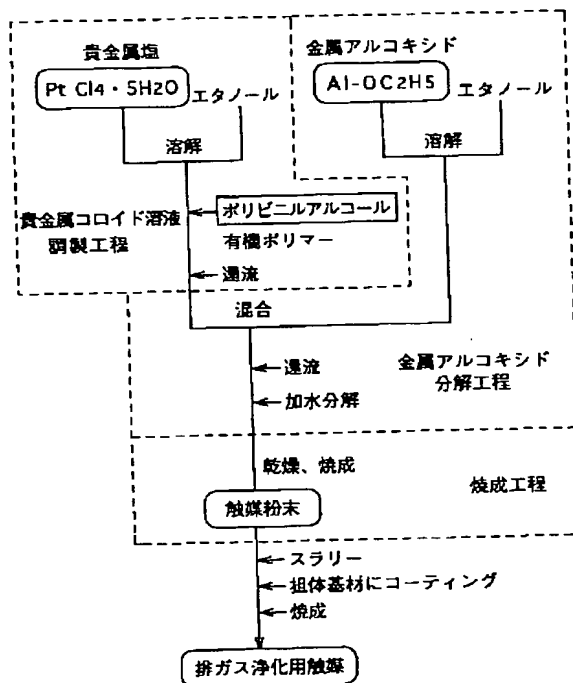 貴金属塩
Pt Cl4・5H2O
エタノール
溶解
金属アルコキシド
Al-OC2H5
エタノール
溶解
貴金属コロイド溶液
調製工程
ポリビニルアルコール
有機ポリマー
還流
混合
還流
加水分解
金属アルコキシド
分解工程
乾燥、焼成
焼成工程
触媒粉末
スラリー
担体基材にコーティング
焼成
排ガス浄化用触媒